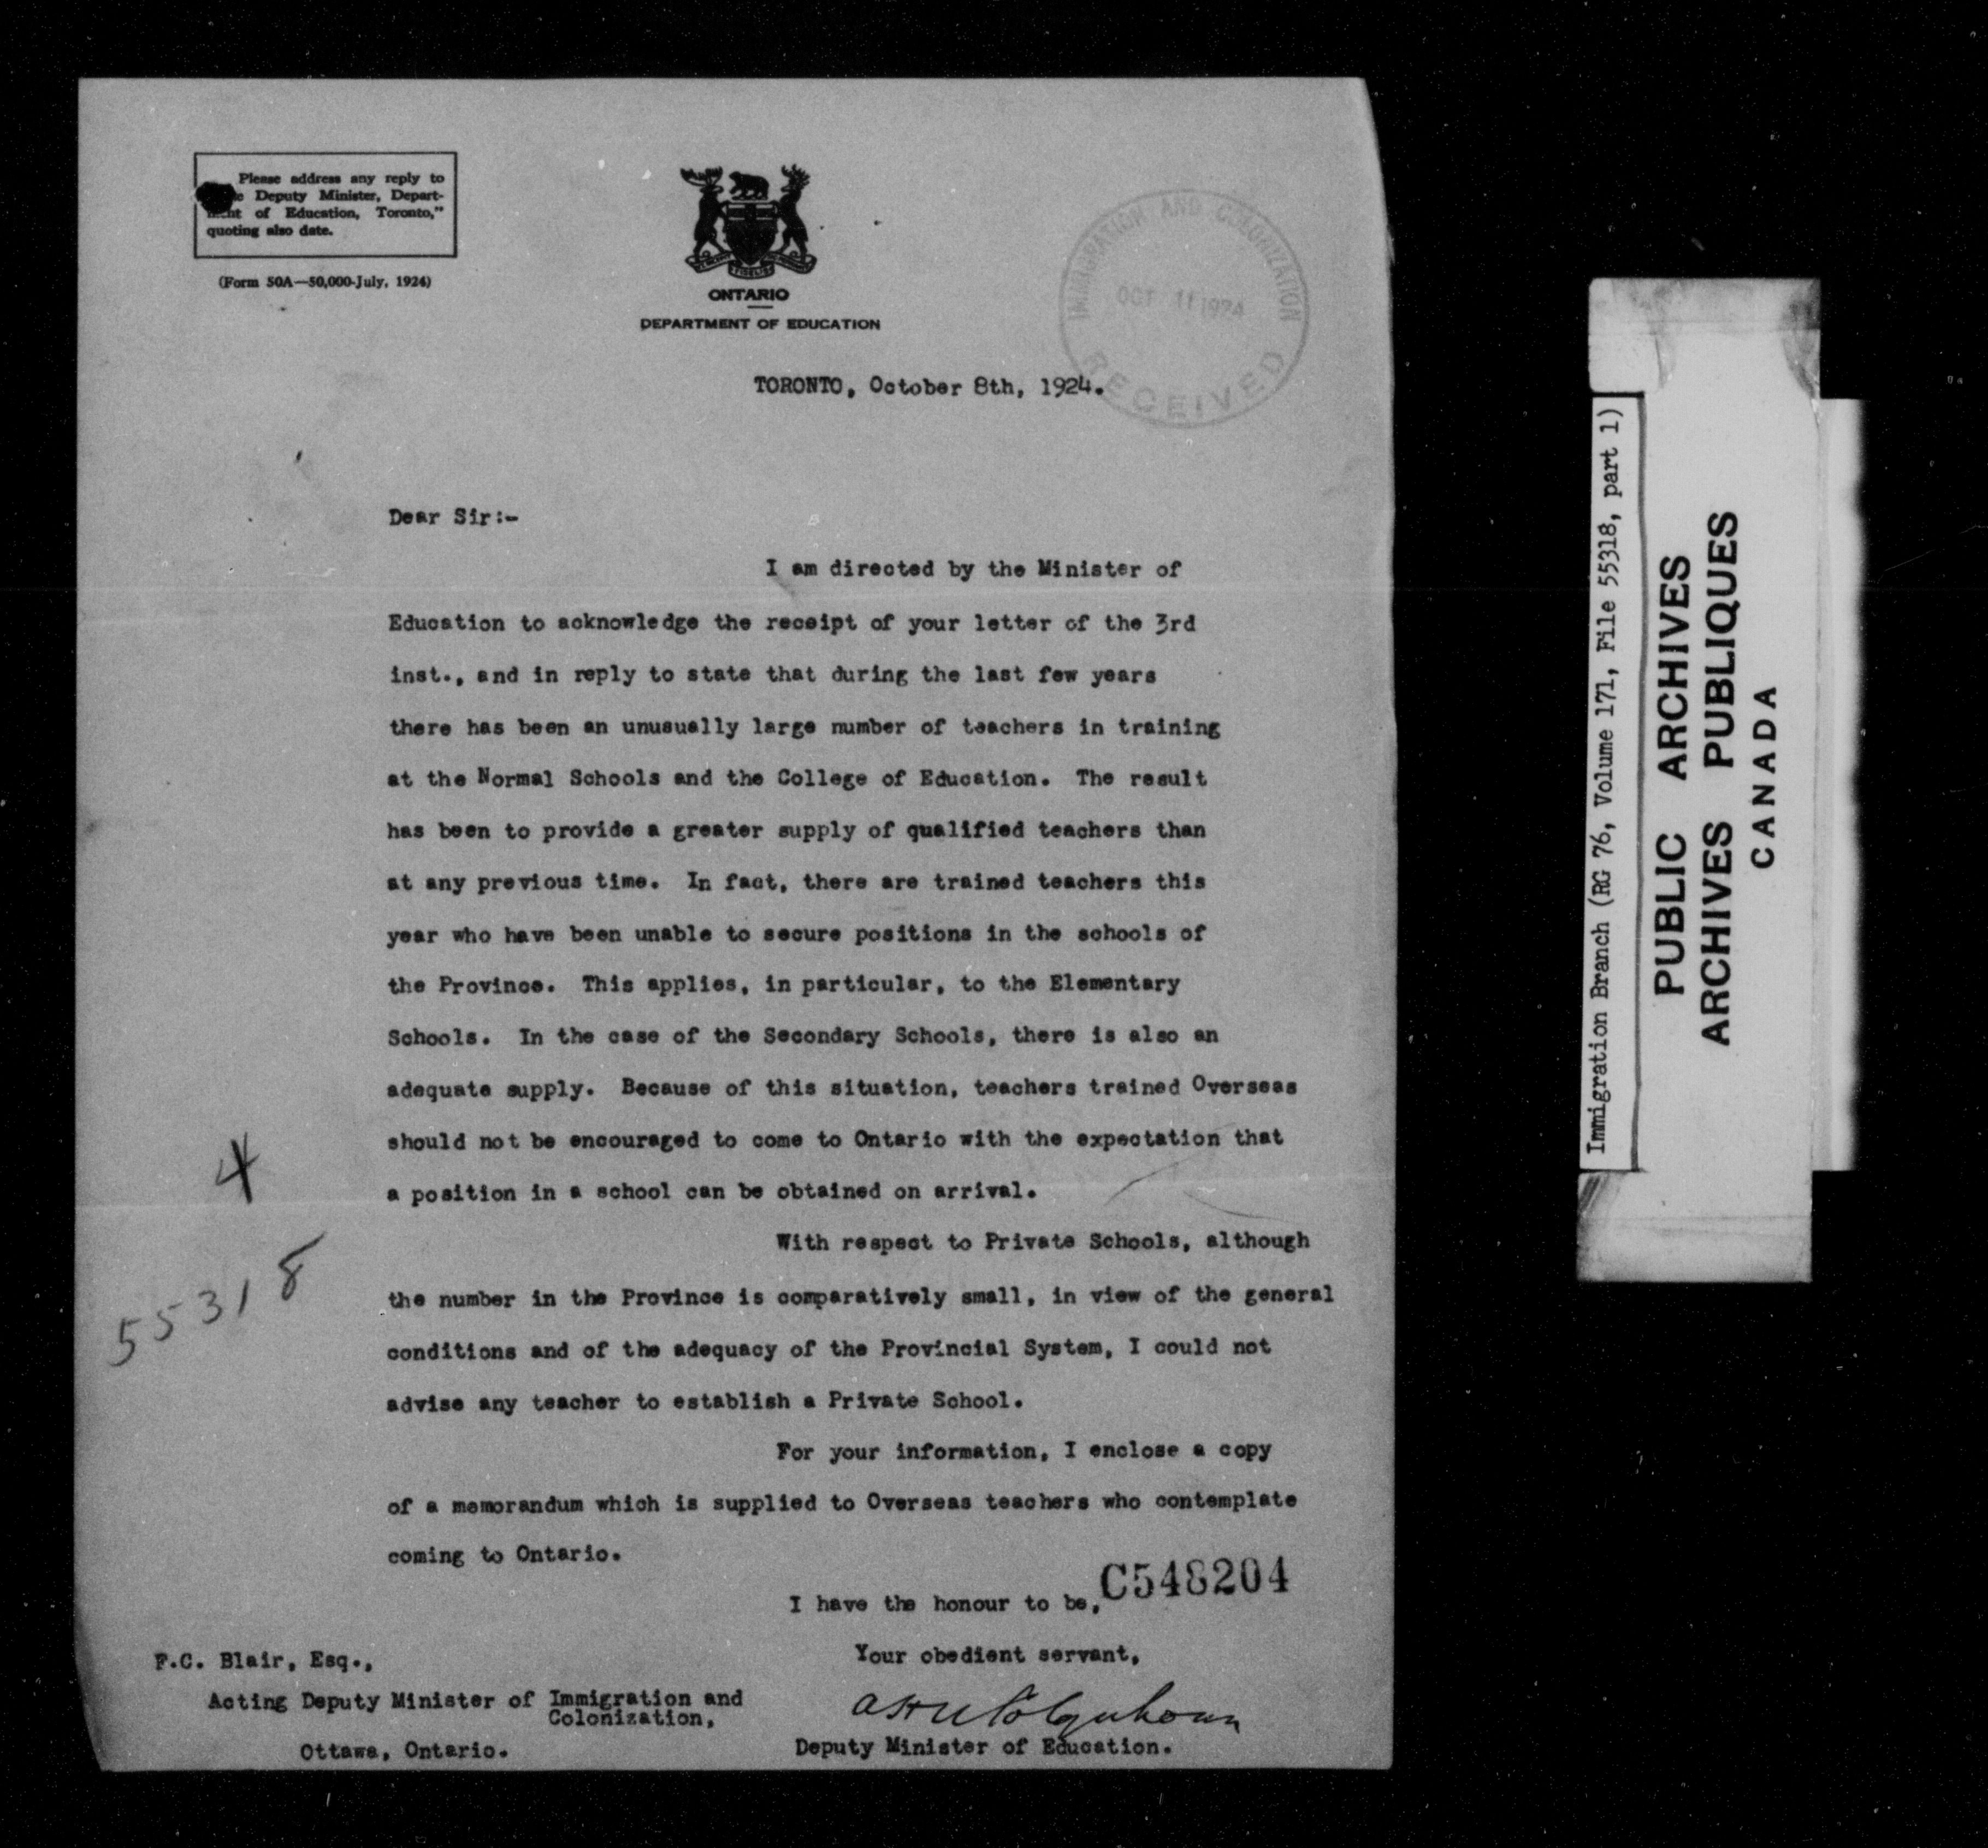 Please address any reply to
Deputy Minister, Depart-
ment of Education, Toronto,"
quoting also date.
(Form 50A—50,000-July, 1924)
ONTARIO
DEPARTMENT OF EDUCATION
IMMIGRATION AND COLONIZATION
OCT 11 1924
RECEIVED
TORONTO, October 8th, 1924.
Dear Sir:-
I am directed by the Minister of
Education to acknowledge the receipt of your letter of the 3rd
inst., and in reply to state that during the last few years
there has been an unusually large number of teachers in training
at the Normal Schools and the College of Education. The result
has been to provide a greater supply of qualified teachers than
at any previous time. In fact, there are trained teachers this
year who have been unable to secure positions in the schools of
the Province. This applies, in particular, to the Elementary
Schools. In the case of the Secondary Schools, there is also an
adequate supply. Because of this situation, teachers trained Overseas
should not be encouraged to come to Ontario with the expectation that
a position in a school can be obtained on arrival.
4
With respect to Private Schools, although
55318
the number in the Province is comparatively small, in view of the general
conditions and of the adequacy of the Provincial System, I could not
advise any teacher to establish a Private School.
For your information, I enclose a copy
of a memorandum which is supplied to Overseas teachers who contemplate
coming to Ontario.
C548204
I have the honour to be,
Your obedient servant,
F.C. Blair, Esq.,
Acting Deputy Minister of Immigration and
Colonization,
Ottawa, Ontario.
Deputy Minister of Education.
Immigration Branch (RG 76, Volume 171, File 55318, part 1)
PUBLIC ARCHIVES
ARCHIVES PUBLIQUES
CANADA